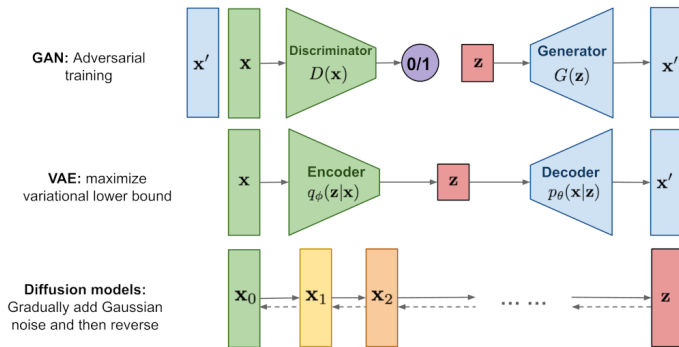 GAN: Adversarial
training
x′
x
Discriminator
D(x)
0/1
z
Generator
G(z)
x′
VAE: maximize
variational lower bound
x
Encoder
qϕ(z|x)
z
Decoder
pθ(x|z)
x′
Diffusion models:
Gradually add Gaussian
noise and then reverse
x0
x1
x2
... ...
z